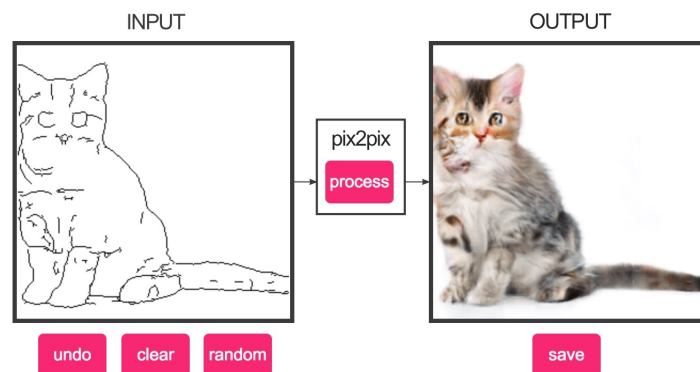 INPUT
OUTPUT
pix2pix
process
undo
clear
random
save